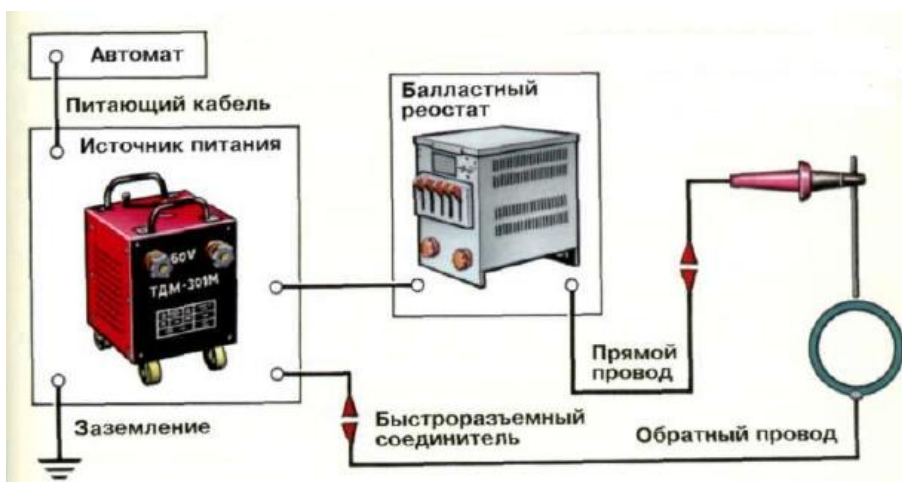 Автомат
Питающий кабель
Источник питания
60V
ТДМ-301М
Заземление
Балластный
реостат
Прямой
провод
Быстроразъемный
соединитель
Обратный провод